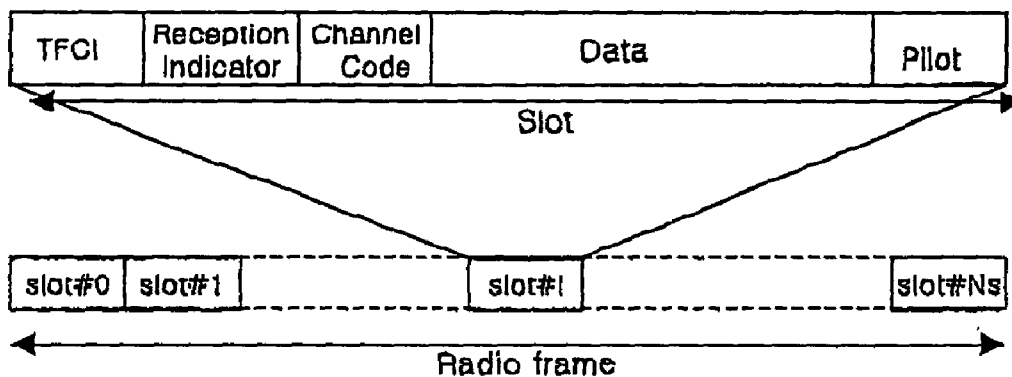 TFCI
Reception
Indicator
Channel
Code
Data
Pilot
Slot
slot#0
slot#1
slot#i
slot#Ns
Radio frame